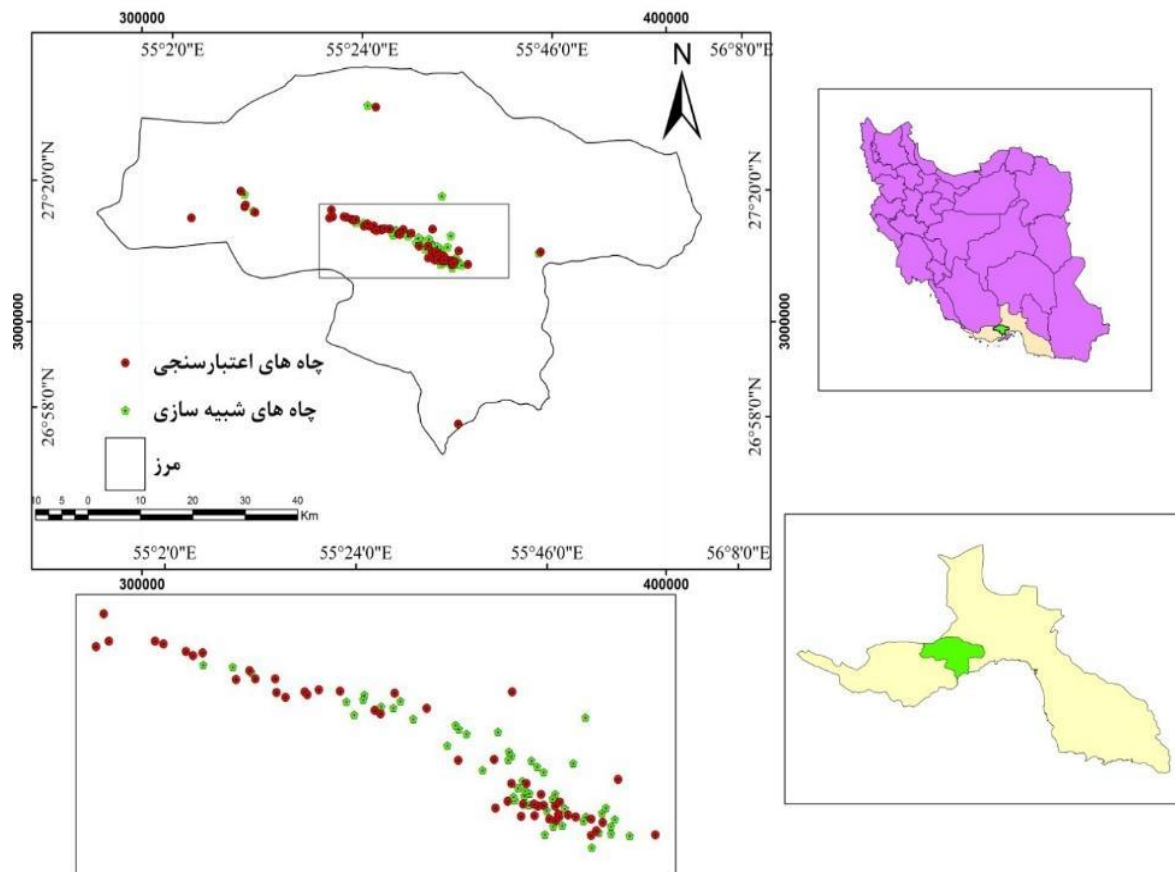 300000 400000
55°20'0"E 55°24'0"E 55°46'0"E 56°8'0"E
N
27°20'0"N 27°20'0"N
3000000 3000000
چاه های اعتبارسنجی
چاه های شبیه سازی
26°58'0"N 26°58'0"N
مرز
10 5 0 10 20 30 40
Km
55°2'0"E 55°24'0"E 55°46'0"E 56°8'0"E
300000 400000